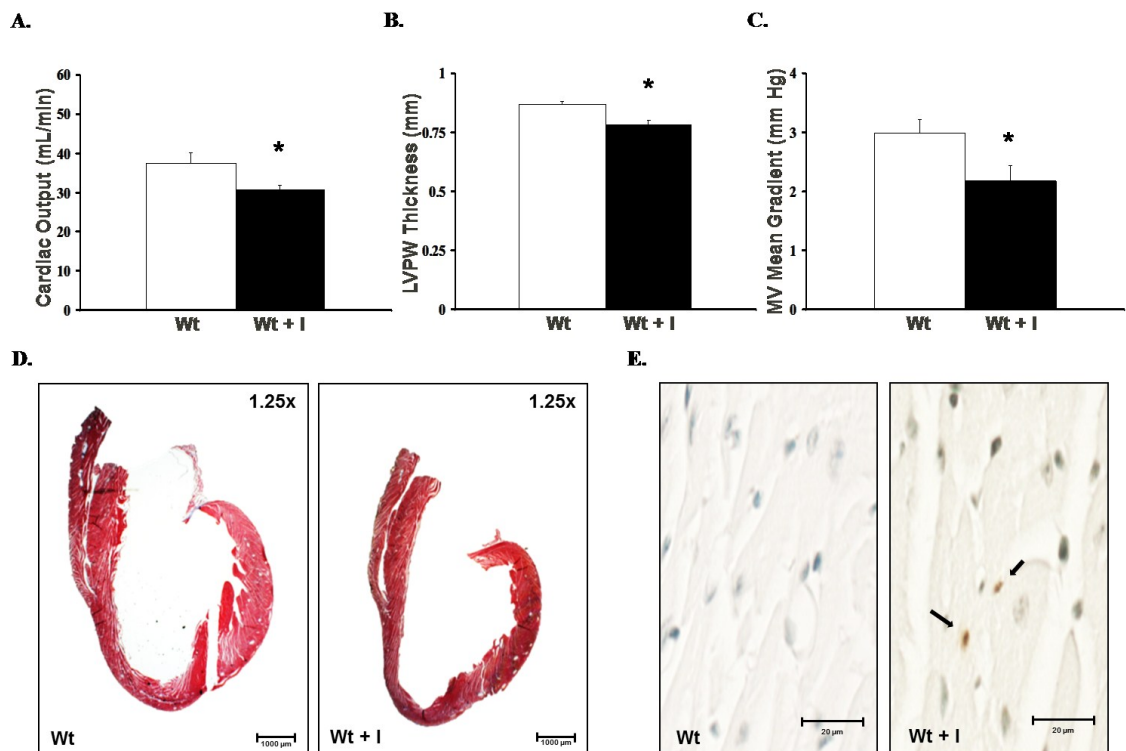 A.
B.
C.
Cardiac Output (mL/min)
60
50
40
30
20
10
0
*
Wt
Wt + I
LVPW Thickness (mm)
1
0.75
0.5
0.25
0
*
Wt
Wt + I
MV Mean Gradient (mm Hg)
4
3
2
1
0
*
Wt
Wt + I
D.
E.
1.25x
Wt
1000 µm
1.25x
Wt + I
1000 µm
Wt
20 µm
Wt + I
20 µm